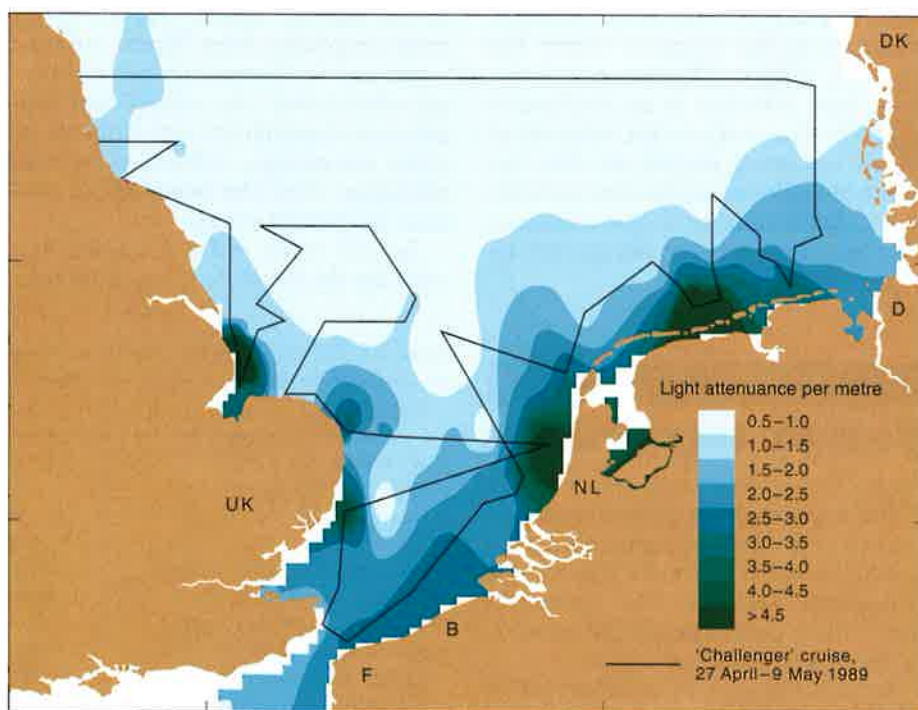 DK
D
Light attenuance per metre
0.5–1.0
1.0–1.5
1.5–2.0
2.0–2.5
2.5–3.0
3.0–3.5
3.5–4.0
4.0–4.5
>4.5
NL
UK
B
F
'Challenger' cruise,
27 April–9 May 1989